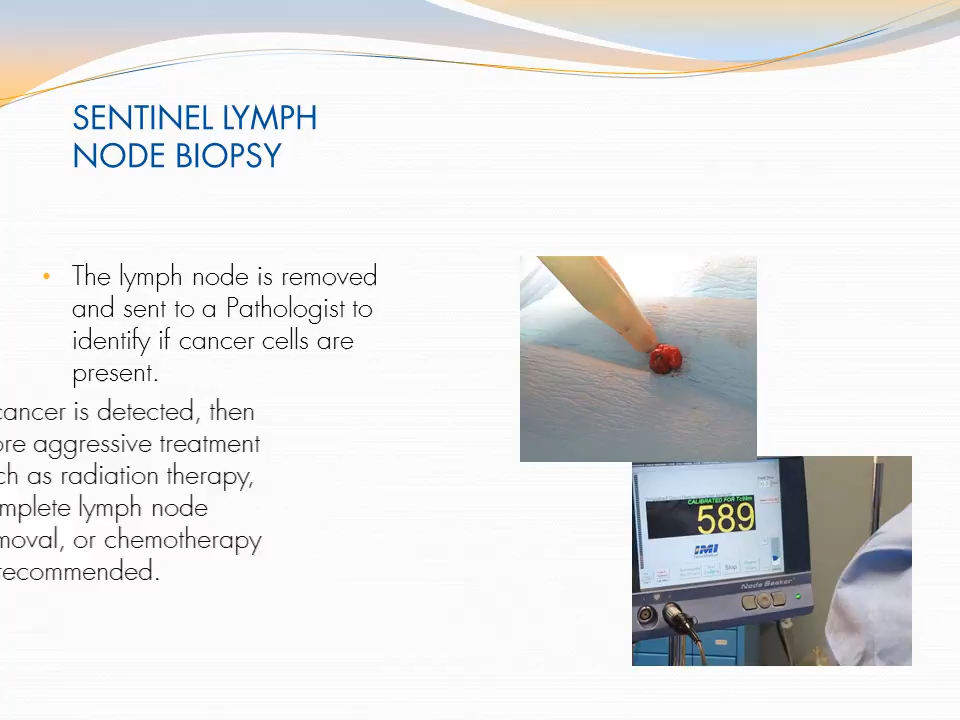 SENTINEL LYMPH
NODE BIOPSY
• The lymph node is removed
and sent to a Pathologist to
identify if cancer cells are
present.
cancer is detected, then
ore aggressive treatment
ch as radiation therapy,
mplete lymph node
moval, or chemotherapy
recommended.
CALIBRATED FOR Tc99m
589
IMI
Stop
Node Seeker